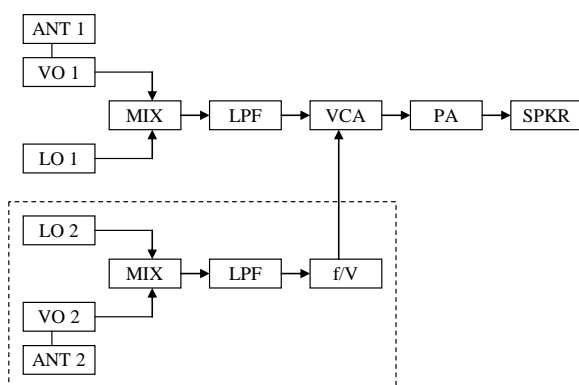 ANT 1
VO 1
MIX
LPF
VCA
PA
SPKR
LO 1
LO 2
MIX
LPF
f/V
VO 2
ANT 2